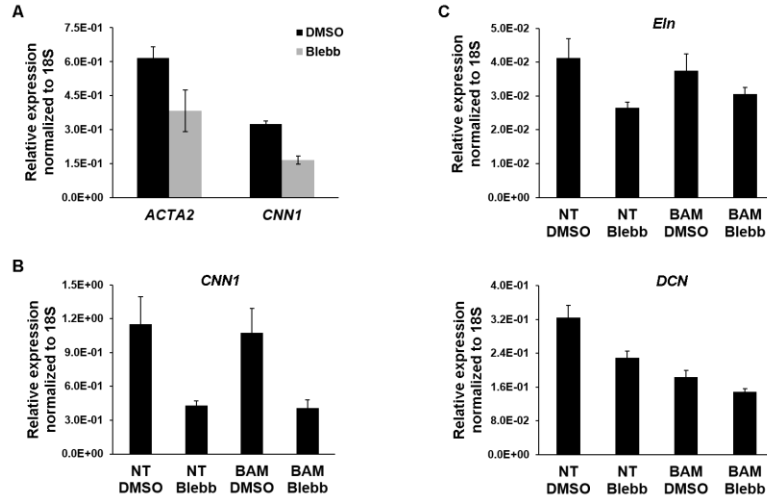 A
Relative expression
normalized to 18S
7.5E-01
6.0E-01
4.5E-01
3.0E-01
1.5E-01
0.0E+00
DMSO
Blebb
ACTA2
CNN1
B
CNN1
Relative expression
normalized to 18S
1.5E+00
1.2E+00
9.0E-01
6.0E-01
3.0E-01
0.0E+00
NT
DMSO
NT
Blebb
BAM
DMSO
BAM
Blebb
C
Eln
Relative expression
normalized to 18S
5.0E-02
4.0E-02
3.0E-02
2.0E-02
1.0E-02
0.0E+00
NT
DMSO
NT
Blebb
BAM
DMSO
BAM
Blebb
DCN
Relative expression
normalized to 18S
4.0E-01
3.2E-01
2.4E-01
1.6E-01
8.0E-02
0.0E+00
NT
DMSO
NT
Blebb
BAM
DMSO
BAM
Blebb